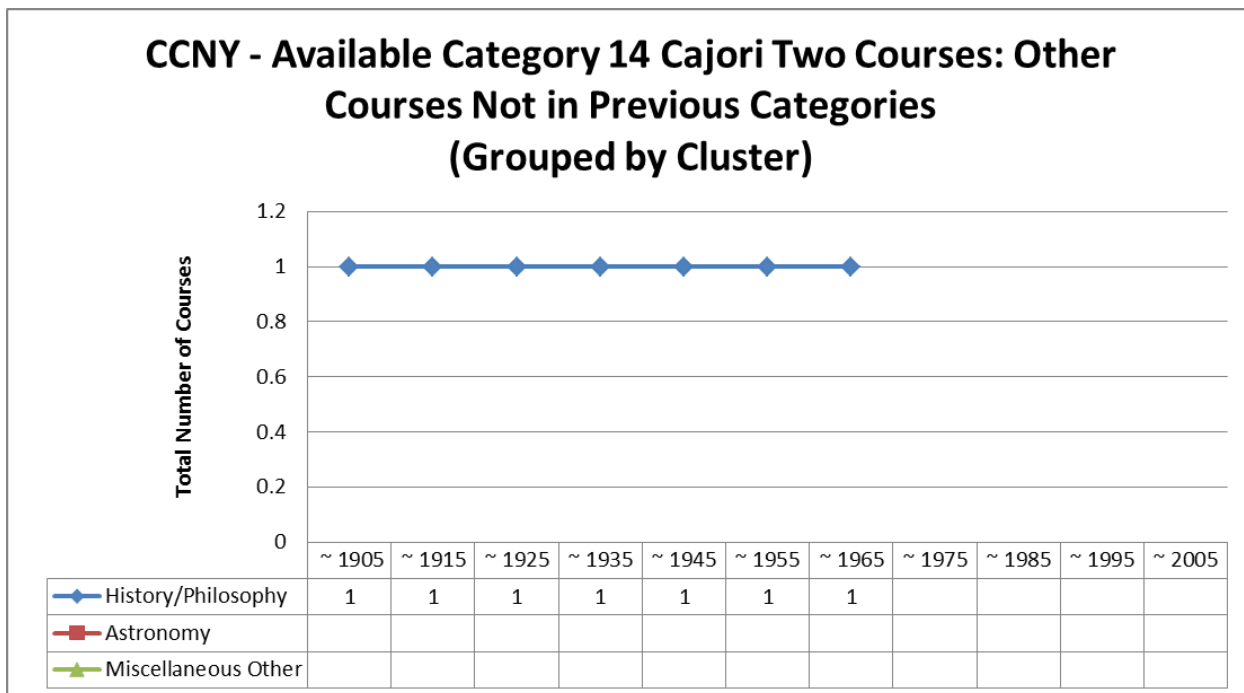 CCNY - Available Category 14 Cajori Two Courses: Other
Courses Not in Previous Categories
(Grouped by Cluster)
Total Number of Courses
1.2
1
0.8
0.6
0.4
0.2
0
~ 1905 ~ 1915 ~ 1925 ~ 1935 ~ 1945 ~ 1955 ~ 1965 ~ 1975 ~ 1985 ~ 1995 ~ 2005
History/Philosophy 1 1 1 1 1 1 1
Astronomy
Miscellaneous Other